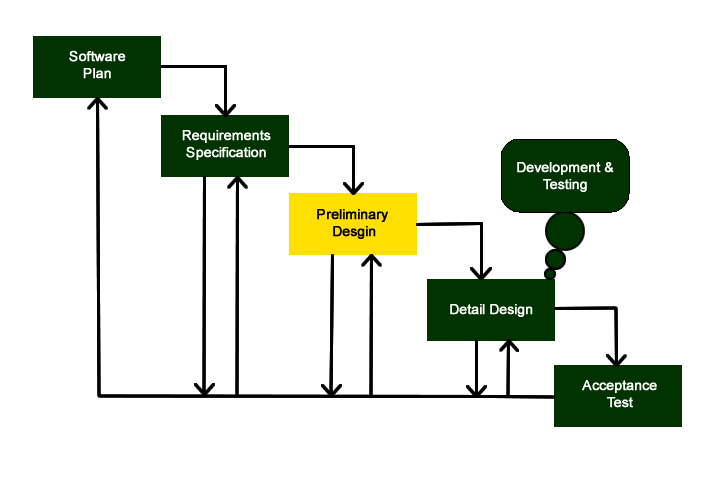 Software
Plan
Requirements
Specification
Development &
Testing
Preliminary
Desgin
Detail Design
Acceptance
Test